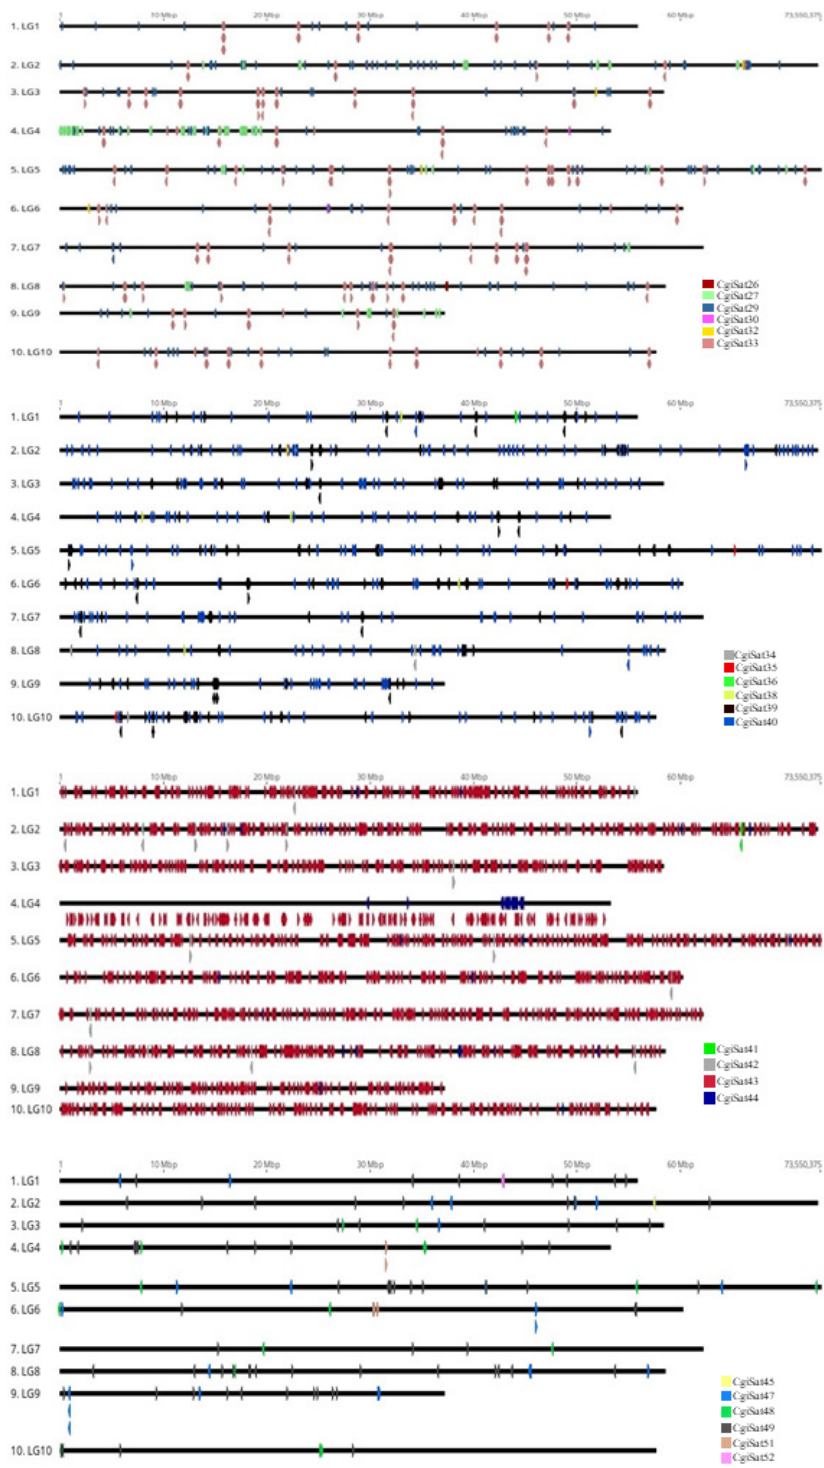 1 10 Mbp 20 Mbp 30 Mbp 40 Mbp 50 Mbp 60 Mbp 73,550,375
1. LG1
2. LG2
3. LG3
4. LG4
5. LG5
6. LG6
7. LG7
8. LG8
9. LG9
10. LG10
CgiSat26
CgiSat27
CgiSat29
CgiSat30
CgiSat32
CgiSat33
1 10 Mbp 20 Mbp 30 Mbp 40 Mbp 50 Mbp 60 Mbp 73,550,375
1. LG1
2. LG2
3. LG3
4. LG4
5. LG5
6. LG6
7. LG7
8. LG8
9. LG9
10. LG10
CgiSat34
CgiSat35
CgiSat36
CgiSat38
CgiSat39
CgiSat40
1 10 Mbp 20 Mbp 30 Mbp 40 Mbp 50 Mbp 60 Mbp 73,550,375
1. LG1
2. LG2
3. LG3
4. LG4
5. LG5
6. LG6
7. LG7
8. LG8
9. LG9
10. LG10
CgiSat41
CgiSat42
CgiSat43
CgiSat44
1 10 Mbp 20 Mbp 30 Mbp 40 Mbp 50 Mbp 60 Mbp 73,550,375
1. LG1
2. LG2
3. LG3
4. LG4
5. LG5
6. LG6
7. LG7
8. LG8
9. LG9
10. LG10
CgiSat45
CgiSat47
CgiSat48
CgiSat49
CgiSat51
CgiSat52